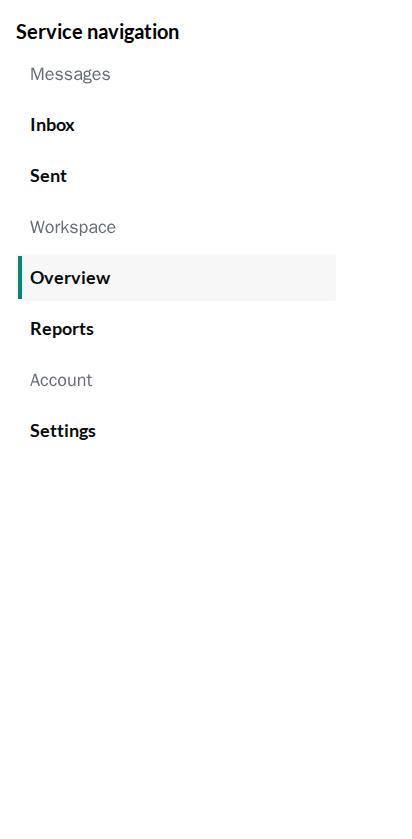 Service navigation
Messages
Inbox
Sent
Workspace
Overview
Reports
Account
Settings